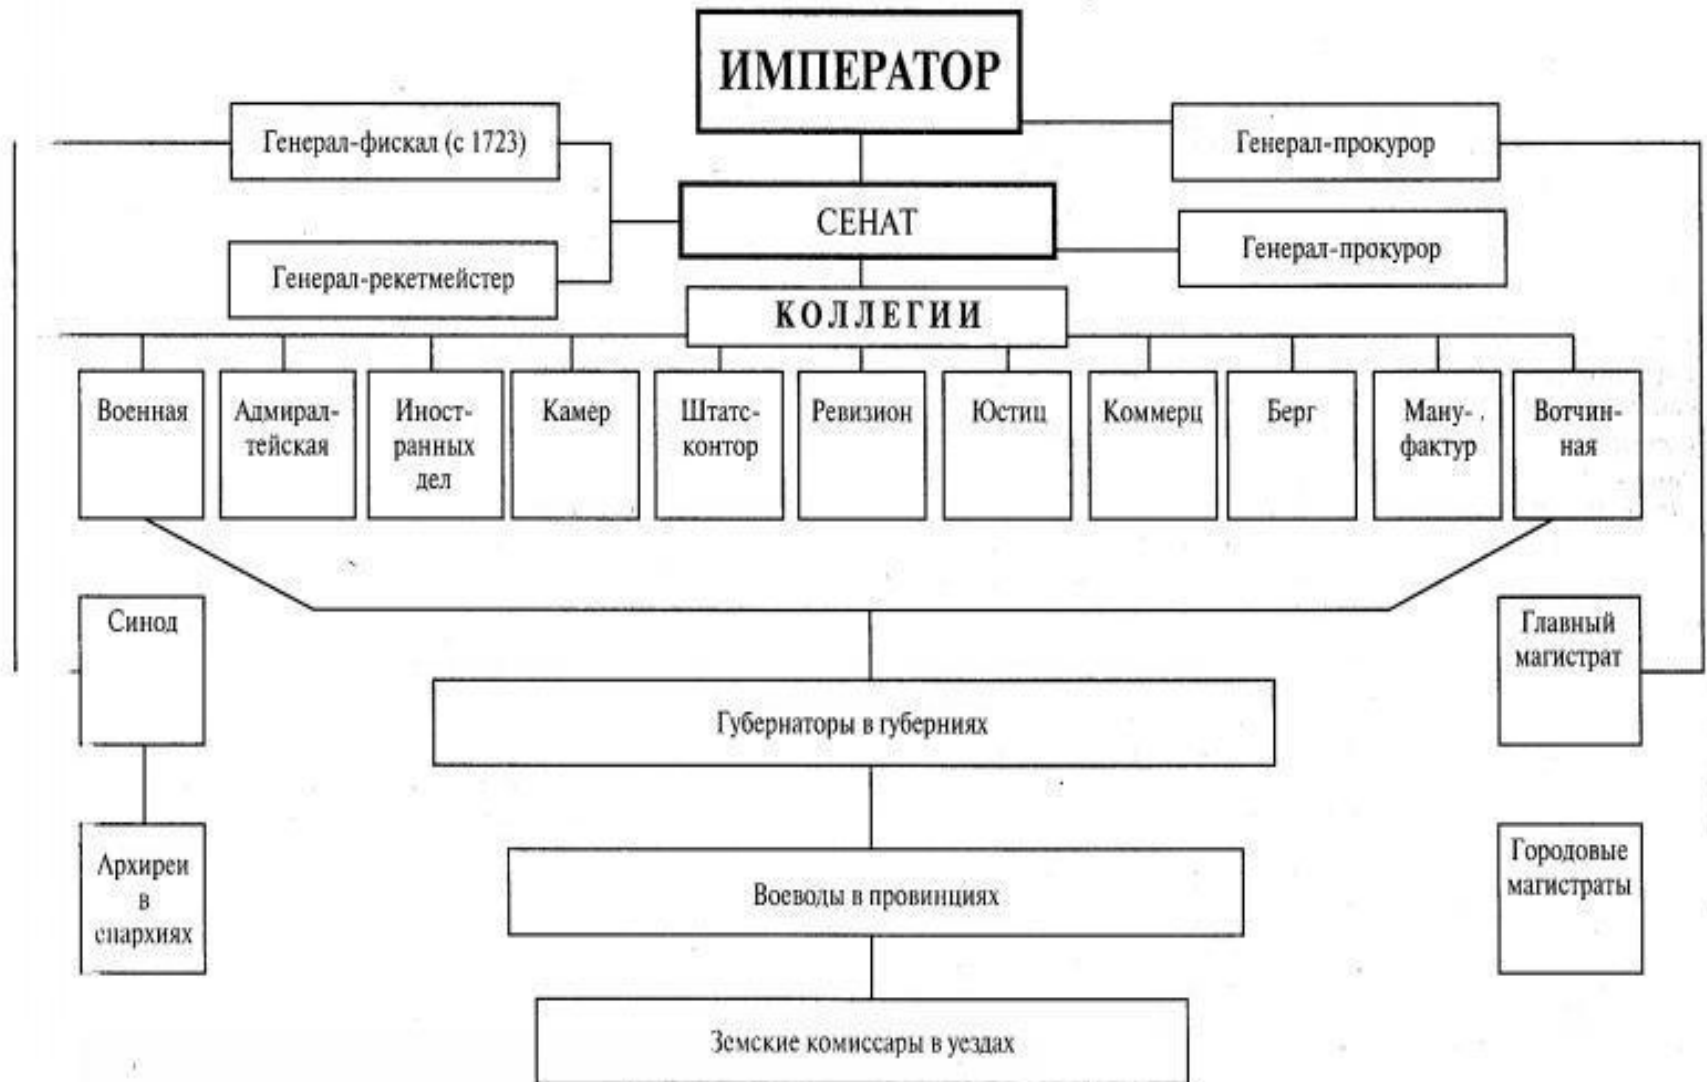 ИМПЕРАТОР
Генерал-фискал (с 1723)
Генерал-прокурор
СЕНАТ
Генерал-прокурор
Генерал-рекетмейстер
КОЛЛЕГИИ
Военная
Адмирал-
тейская
Иност-
ранных
дел
Камер
Штатс-
контор
Ревизион
Юстиц
Коммерц
Берг
Ману-
фактур
Вотчин-
ная
Синод
Главный
магистрат
Губернаторы в губерниях
Архиреи
в
епархиях
Городовые
магистраты
Воеводы в провинциях
Земские комиссары в уездах